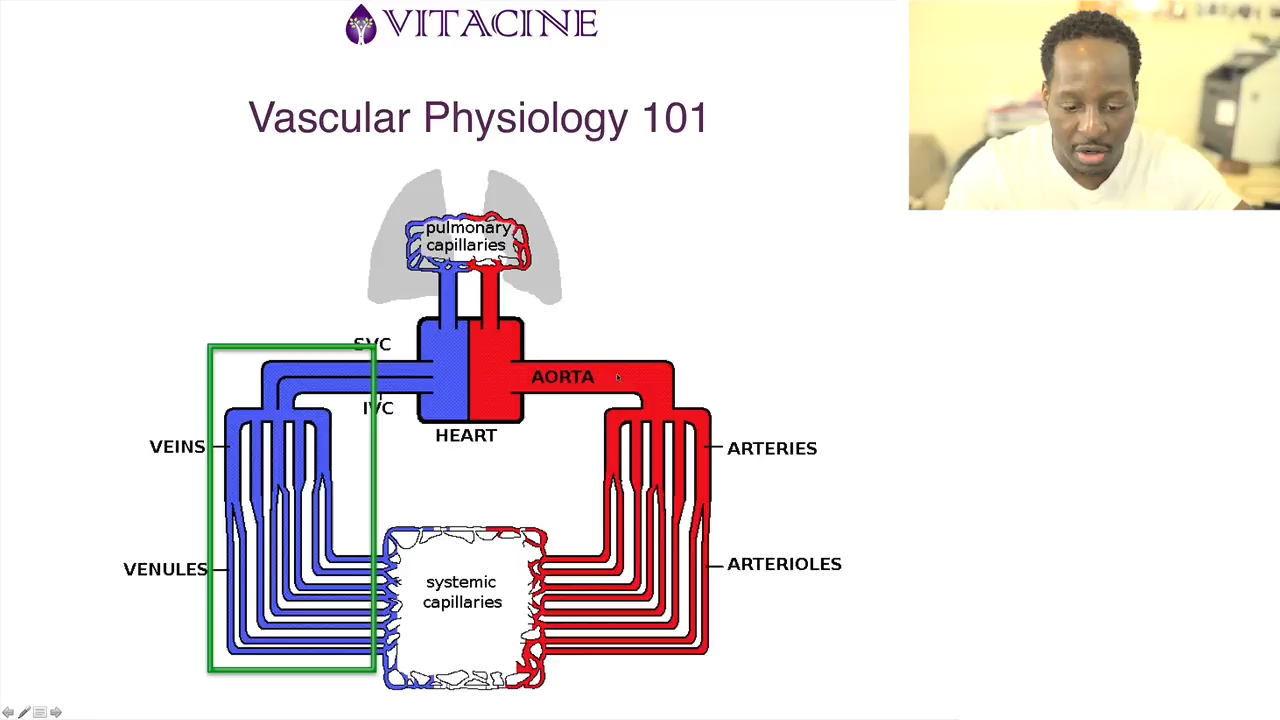 VITACINE
Vascular Physiology 101
pulmonary
capillaries
SVC
AORTA
IVC
HEART
VEINS
ARTERIES
VENULES
ARTERIOLES
systemic
capillaries